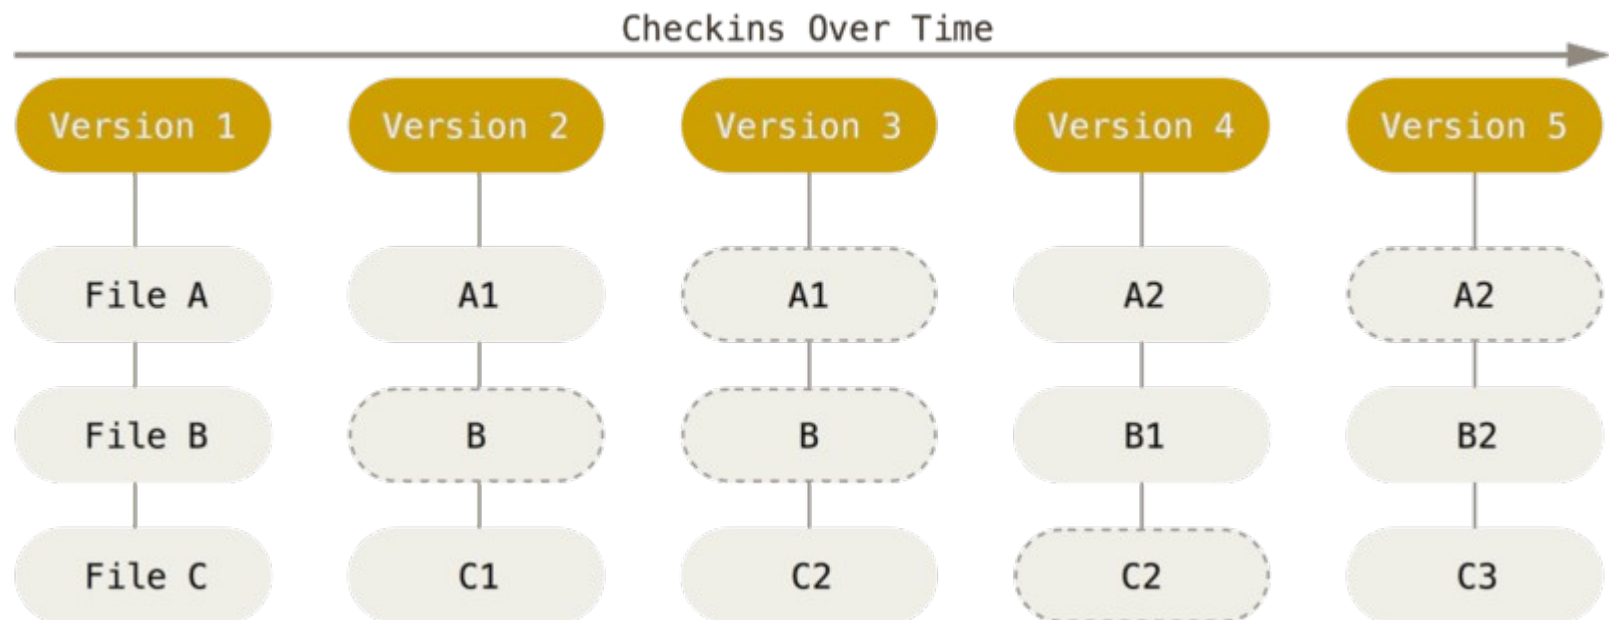 Checkins Over Time
Version 1 Version 2 Version 3 Version 4 Version 5
File A A1 A1 A2 A2
File B B B B1 B2
File C C1 C2 C2 C3